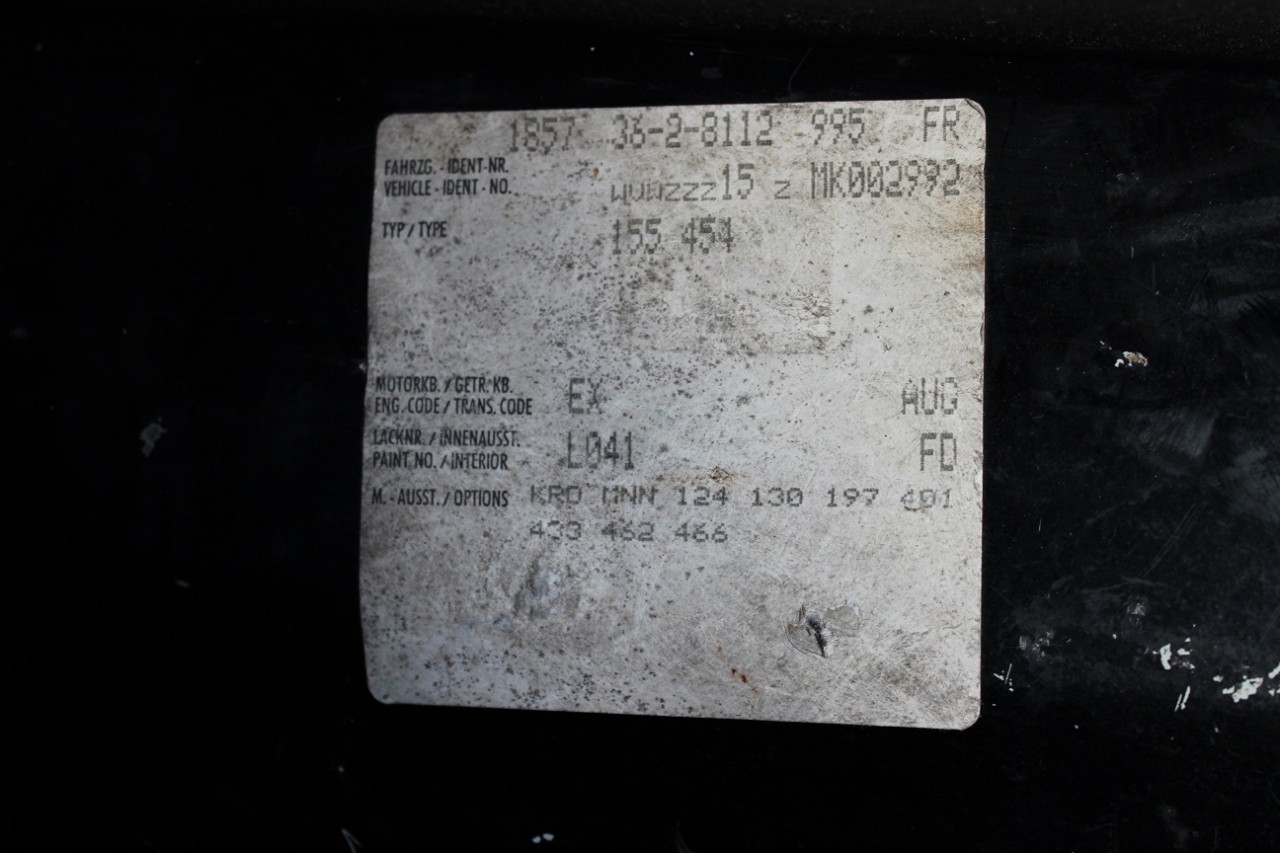 1857 36-2-8112 995 FR
FAHRZG. - IDENT-NR.
VEHICLE - IDENT - NO. WVWZZZ15 Z MK002992
TYP / TYPE 155 454
MOTORKB. / GETR. KB.
ENG. CODE / TRANS. CODE EX AUG
LACKNR. / INNENAUSST.
PAINT. NO. / INTERIOR L041 FD
M. - AUSST. / OPTIONS KRO MNN 124 130 197 401
433 462 466